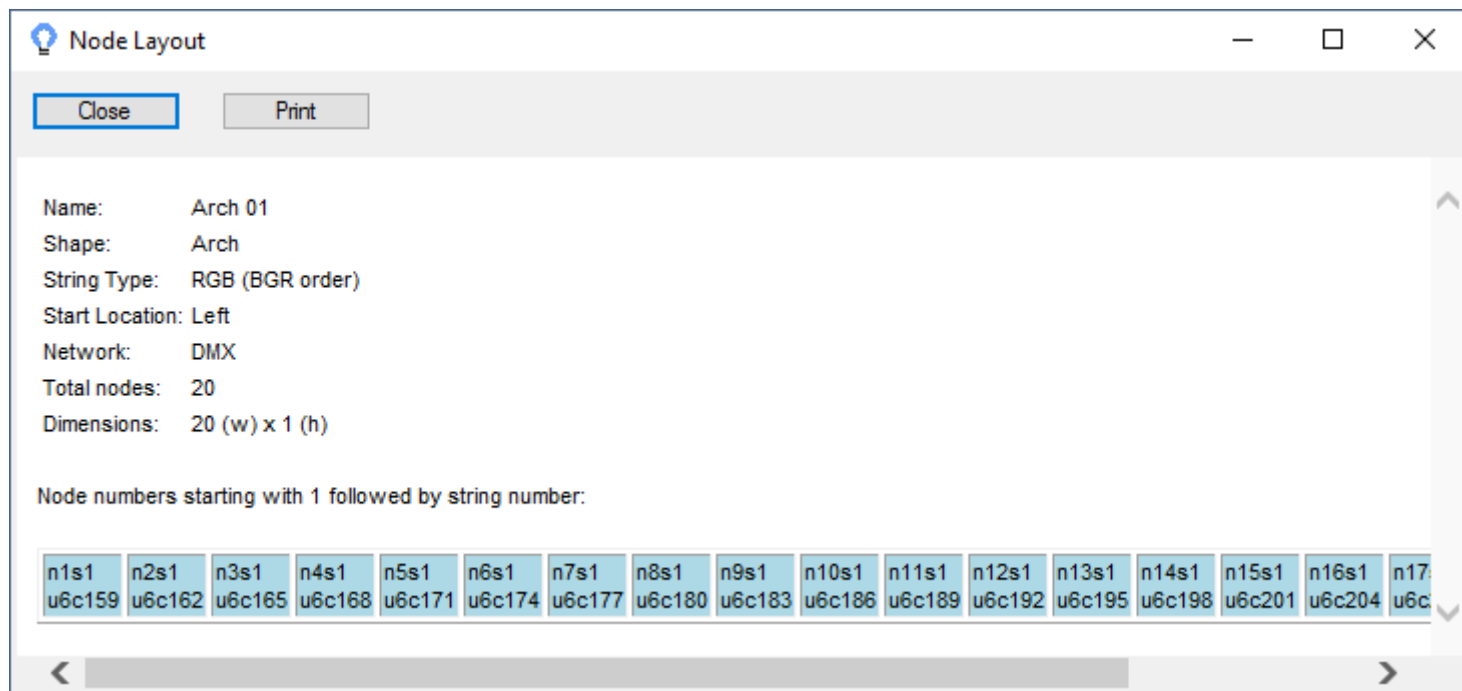 Node Layout
Close Print
Name: Arch 01
Shape: Arch
String Type: RGB (BGR order)
Start Location: Left
Network: DMX
Total nodes: 20
Dimensions: 20 (w) x 1 (h)
Node numbers starting with 1 followed by string number:
n1s1 n2s1 n3s1 n4s1 n5s1 n6s1 n7s1 n8s1 n9s1 n10s1 n11s1 n12s1 n13s1 n14s1 n15s1 n16s1
u6c159 u6c162 u6c165 u6c168 u6c171 u6c174 u6c177 u6c180 u6c183 u6c186 u6c189 u6c192 u6c195 u6c198 u6c201 u6c204